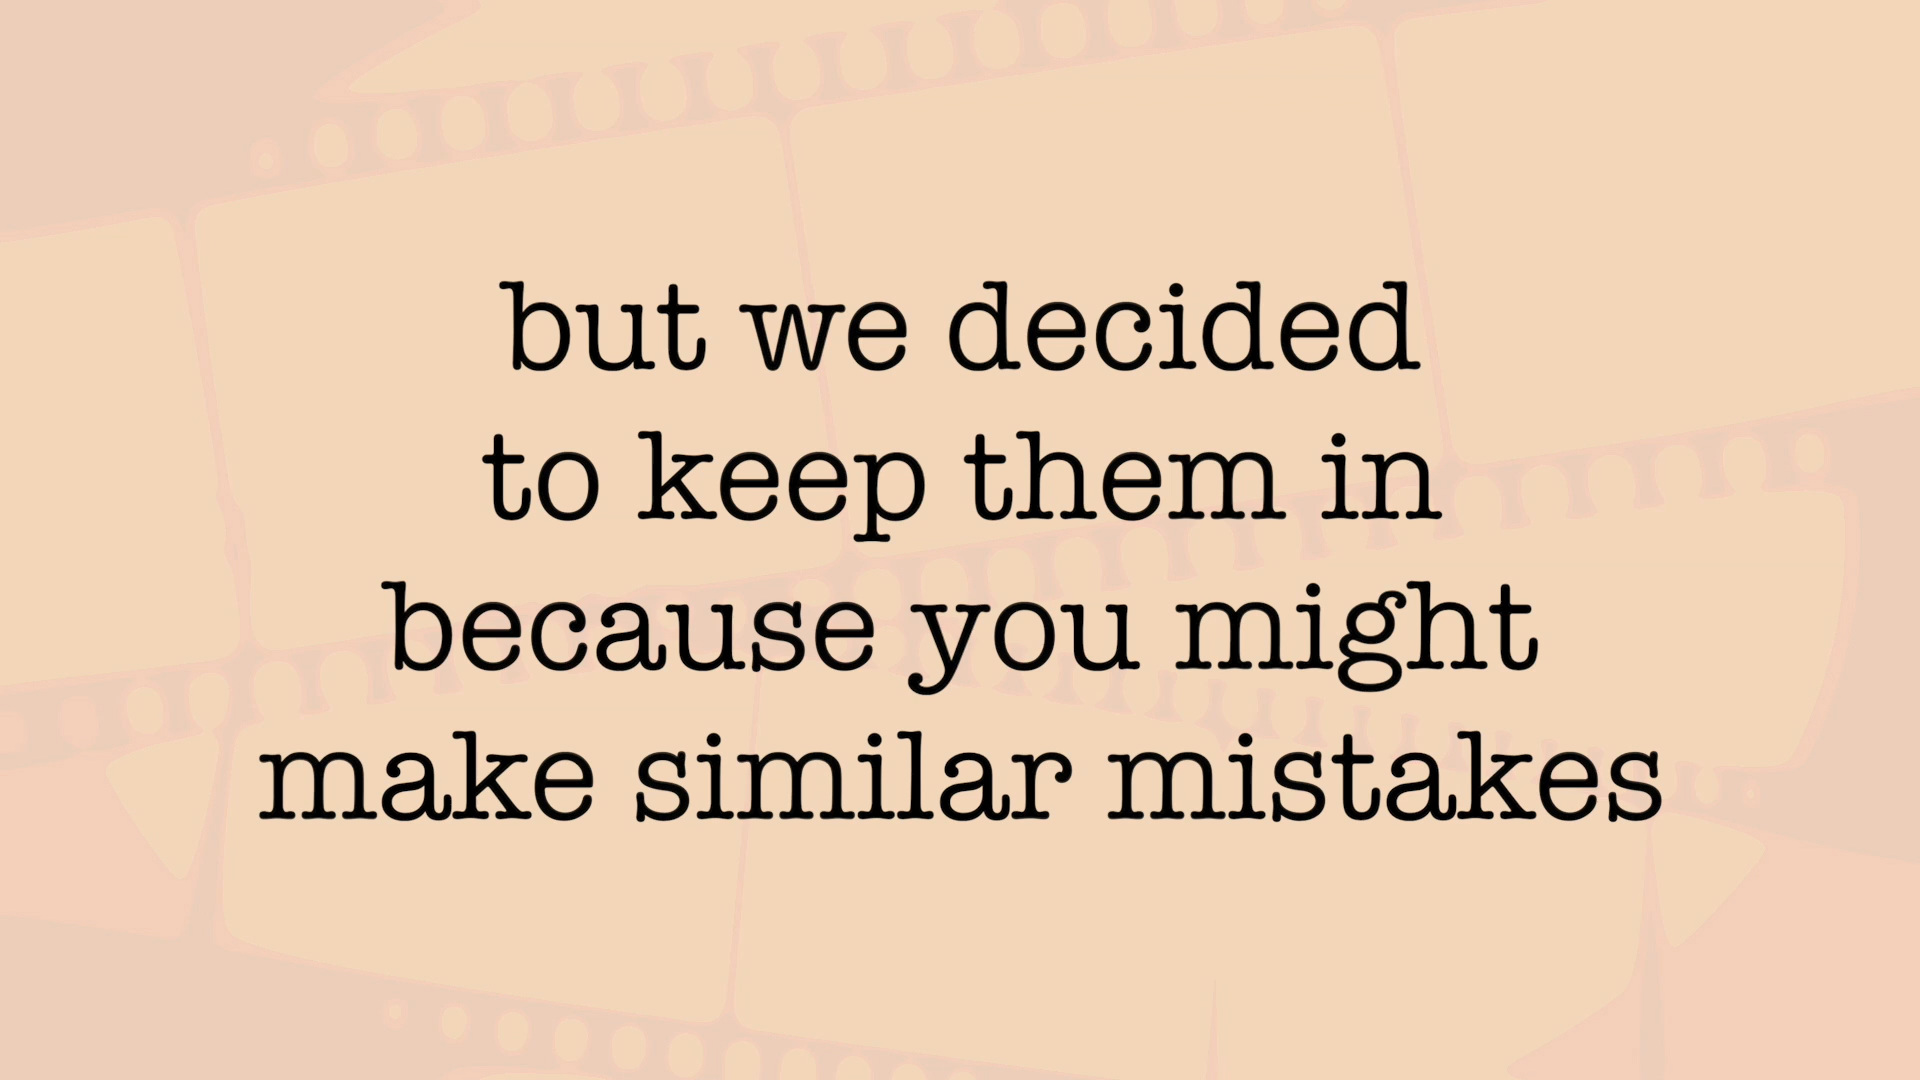 but we decided
to keep them in
because you might
make similar mistakes